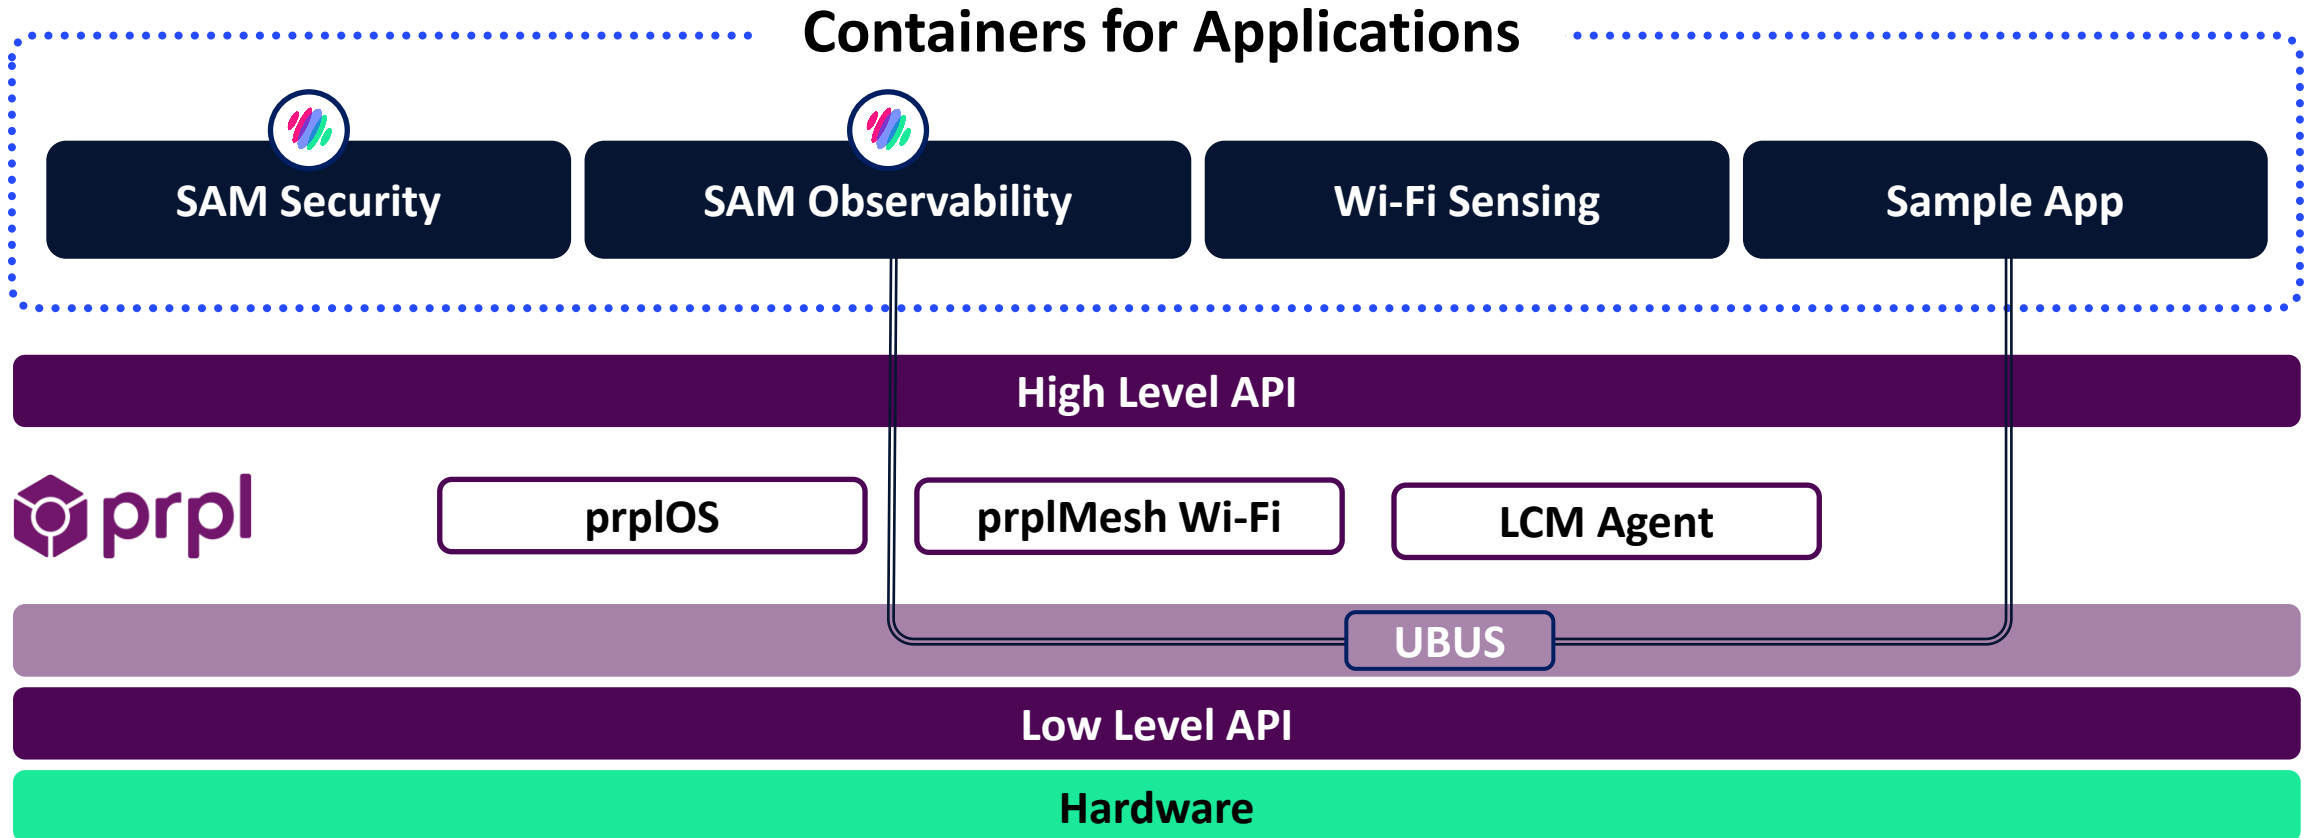 Containers for Applications
SAM Security
SAM Observability
Wi-Fi Sensing
Sample App
High Level API
prpl
prplOS
prplMesh Wi-Fi
LCM Agent
UBUS
Low Level API
Hardware